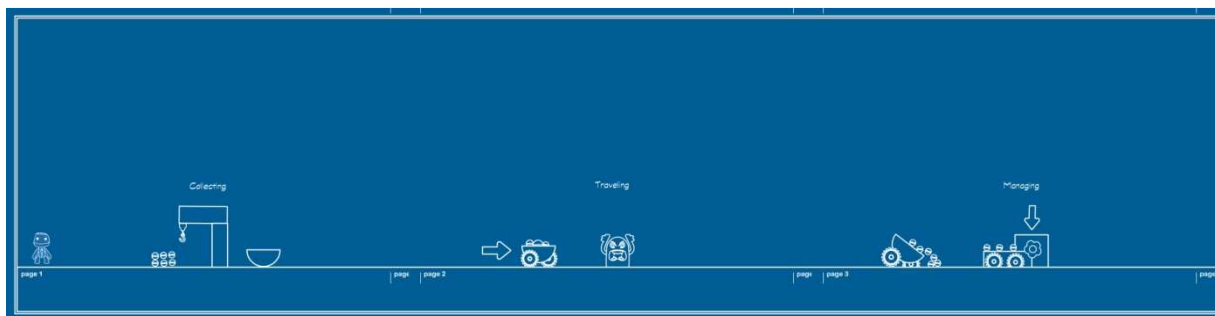 Collecting
Traveling
Managing
page 1
page
page 2
page
page 3
page